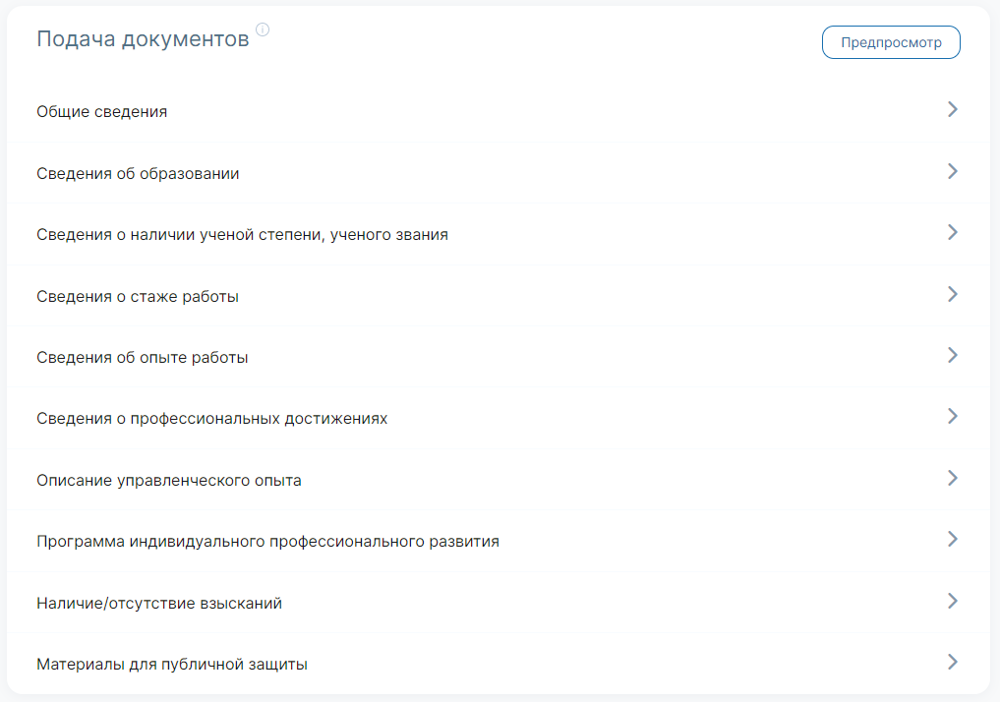 Подача документов
Предпросмотр
Общие сведения
Сведения об образовании
Сведения о наличии ученой степени, ученого звания
Сведения о стаже работы
Сведения об опыте работы
Сведения о профессиональных достижениях
Описание управленческого опыта
Программа индивидуального профессионального развития
Наличие/отсутствие взысканий
Материалы для публичной защиты